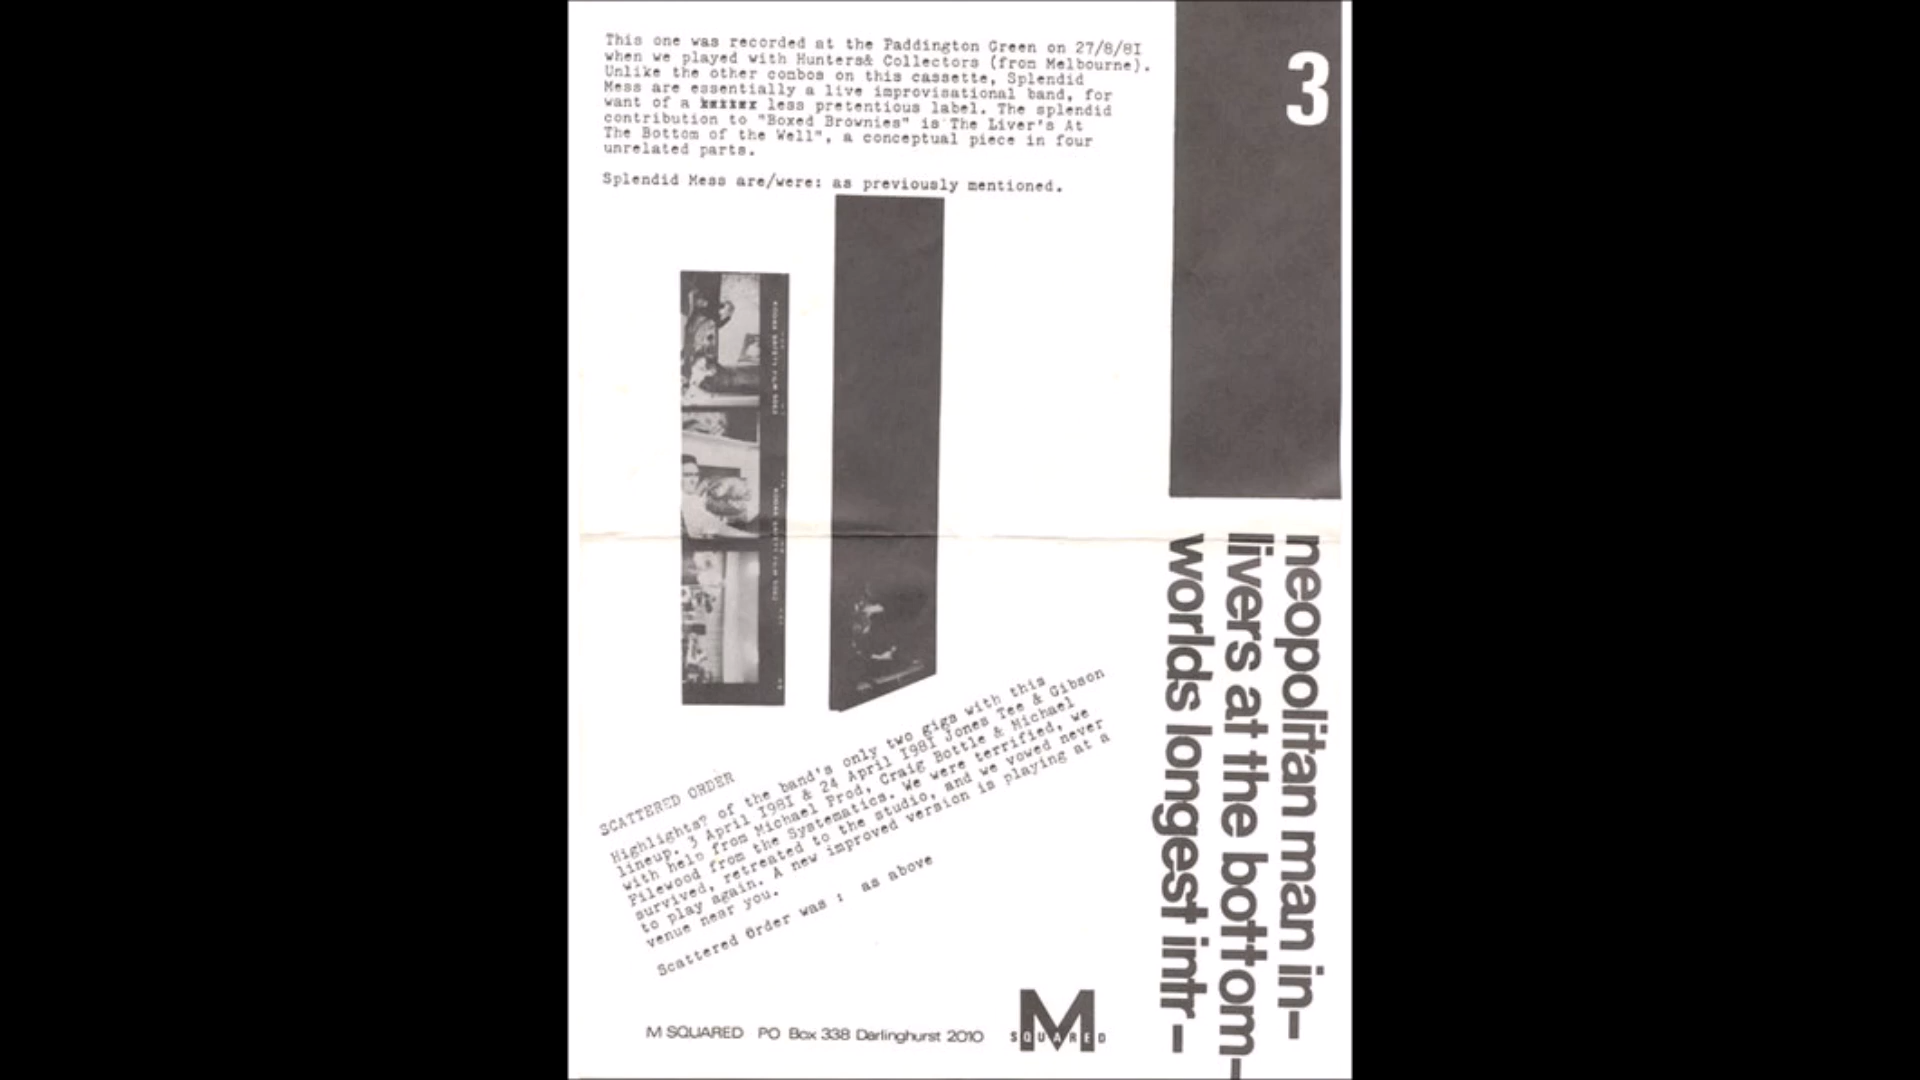 This one was recorded at the Paddington Green on 27/8/8I
when we played with Hunters& Collectors (from Melbourne).
Unlike the other combos on this cassette, Splendid
Mess are essentially a live improvisational band, for
want of a less pretentious label. The splendid
contribution to "Boxed Brownies" is The Liver's At
The Bottom of the Well", a conceptual piece in four
unrelated parts.
Splendid Mess are/were: as previously mentioned.
SCATTERED ORDER
Highlights? of the band's only two gigs with this
lineup. 3 April I98I & 24 April I98I Jones Tee & Gibson
with help from Michael Prod, Craig Bottle & Michael
Filewood from the Systematics. We were terrified, we
survived, retreated to the studio, and we vowed never
to play again. A new improved version is playing at a
venue near you.
Scattered Order was : as above
M SQUARED PO Box 338 Darlinghurst 2010
M
SQUARED
3
neopolitan man in-
livers at the bottom-
worlds longest intr-